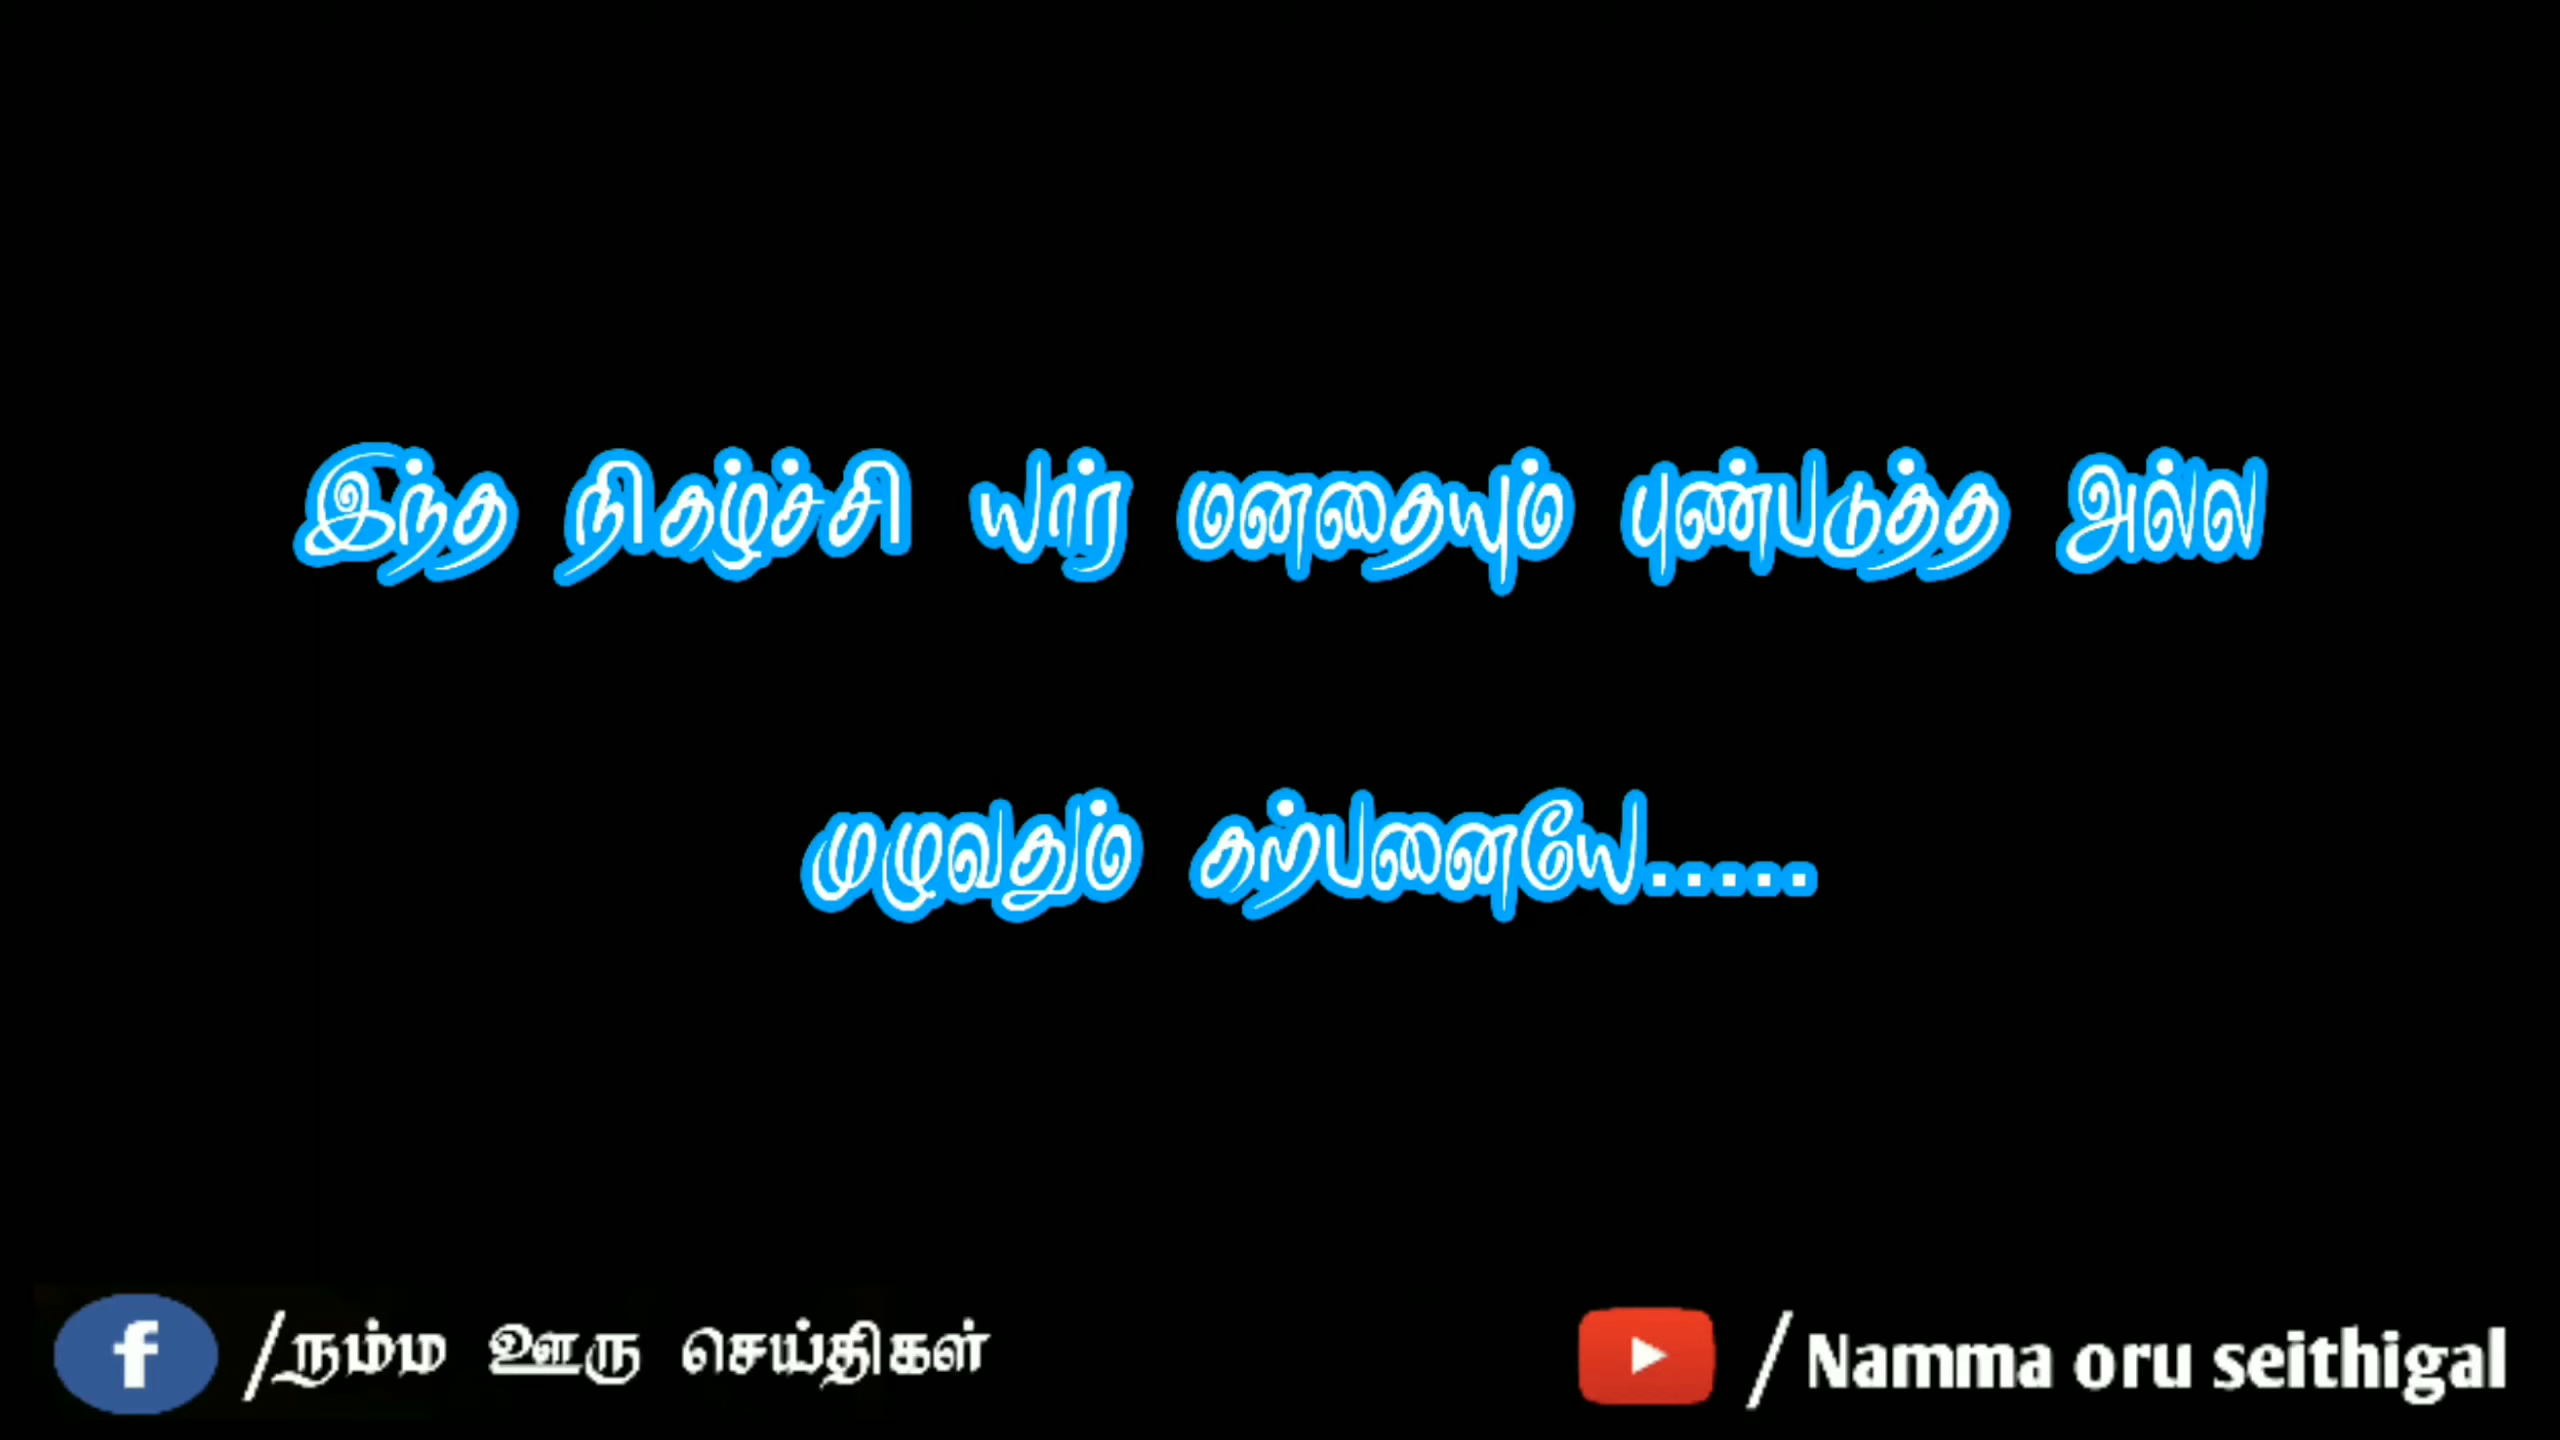 இந்த நிகழ்ச்சி யார் மனதையும் புண்படுத்த அல்ல
முழுவதும் கற்பனையே.....
f /நம்ம ஊரு செய்திகள்
/Namma oru seithigal